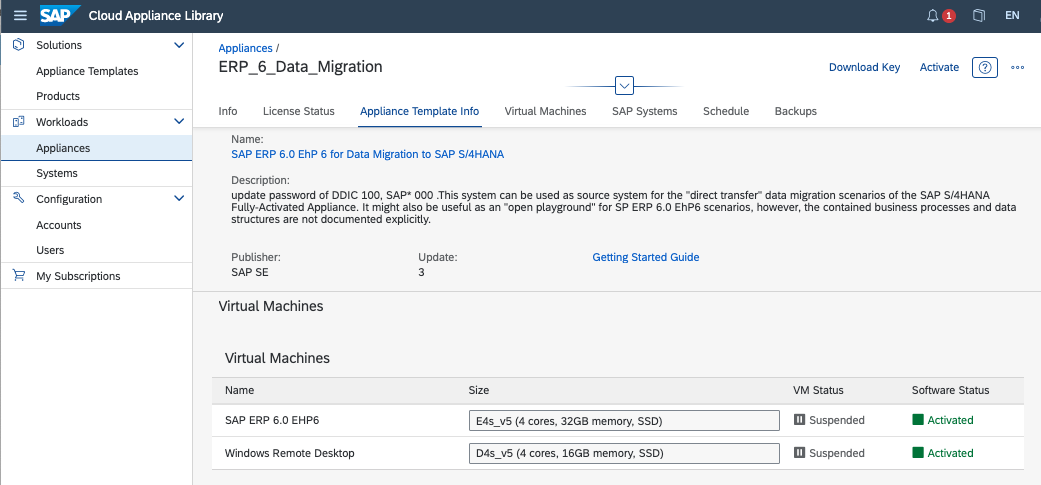 SAP Cloud Appliance Library
1
EN
Solutions
Appliance Templates
Products
Workloads
Appliances
Systems
Configuration
Accounts
Users
My Subscriptions
Appliances /
ERP_6_Data_Migration
Download Key Activate ?
Info License Status Appliance Template Info Virtual Machines SAP Systems Schedule Backups
Name:
SAP ERP 6.0 EhP 6 for Data Migration to SAP S/4HANA
Description:
update password of DDIC 100, SAP* 000 .This system can be used as source system for the "direct transfer" data migration scenarios of the SAP S/4HANA
Fully-Activated Appliance. It might also be useful as an "open playground" for SP ERP 6.0 EhP6 scenarios, however, the contained business processes and data
structures are not documented explicitly.
Publisher: Update: Getting Started Guide
SAP SE 3
Virtual Machines
Virtual Machines
Name Size VM Status Software Status
SAP ERP 6.0 EHP6 E4s_v5 (4 cores, 32GB memory, SSD) Suspended Activated
Windows Remote Desktop D4s_v5 (4 cores, 16GB memory, SSD) Suspended Activated